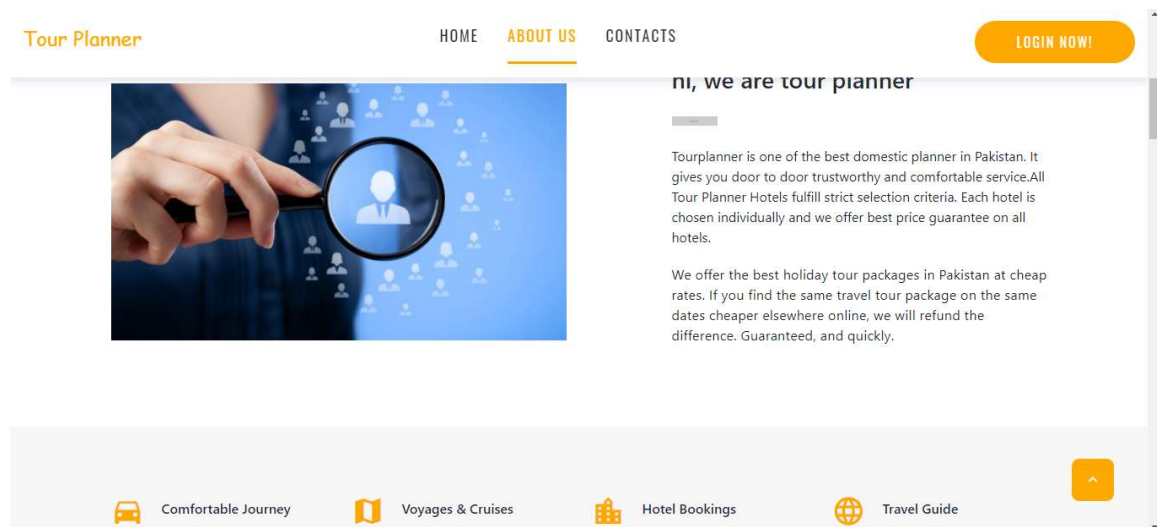 Tour Planner
HOME ABOUT US CONTACTS
LOGIN NOW!
hi, we are tour planner
Tourplanner is one of the best domestic planner in Pakistan. It
gives you door to door trustworthy and comfortable service.All
Tour Planner Hotels fulfill strict selection criteria. Each hotel is
chosen individually and we offer best price guarantee on all
hotels.
We offer the best holiday tour packages in Pakistan at cheap
rates. If you find the same travel tour package on the same
dates cheaper elsewhere online, we will refund the
difference. Guaranteed, and quickly.
Comfortable Journey Voyages & Cruises Hotel Bookings Travel Guide